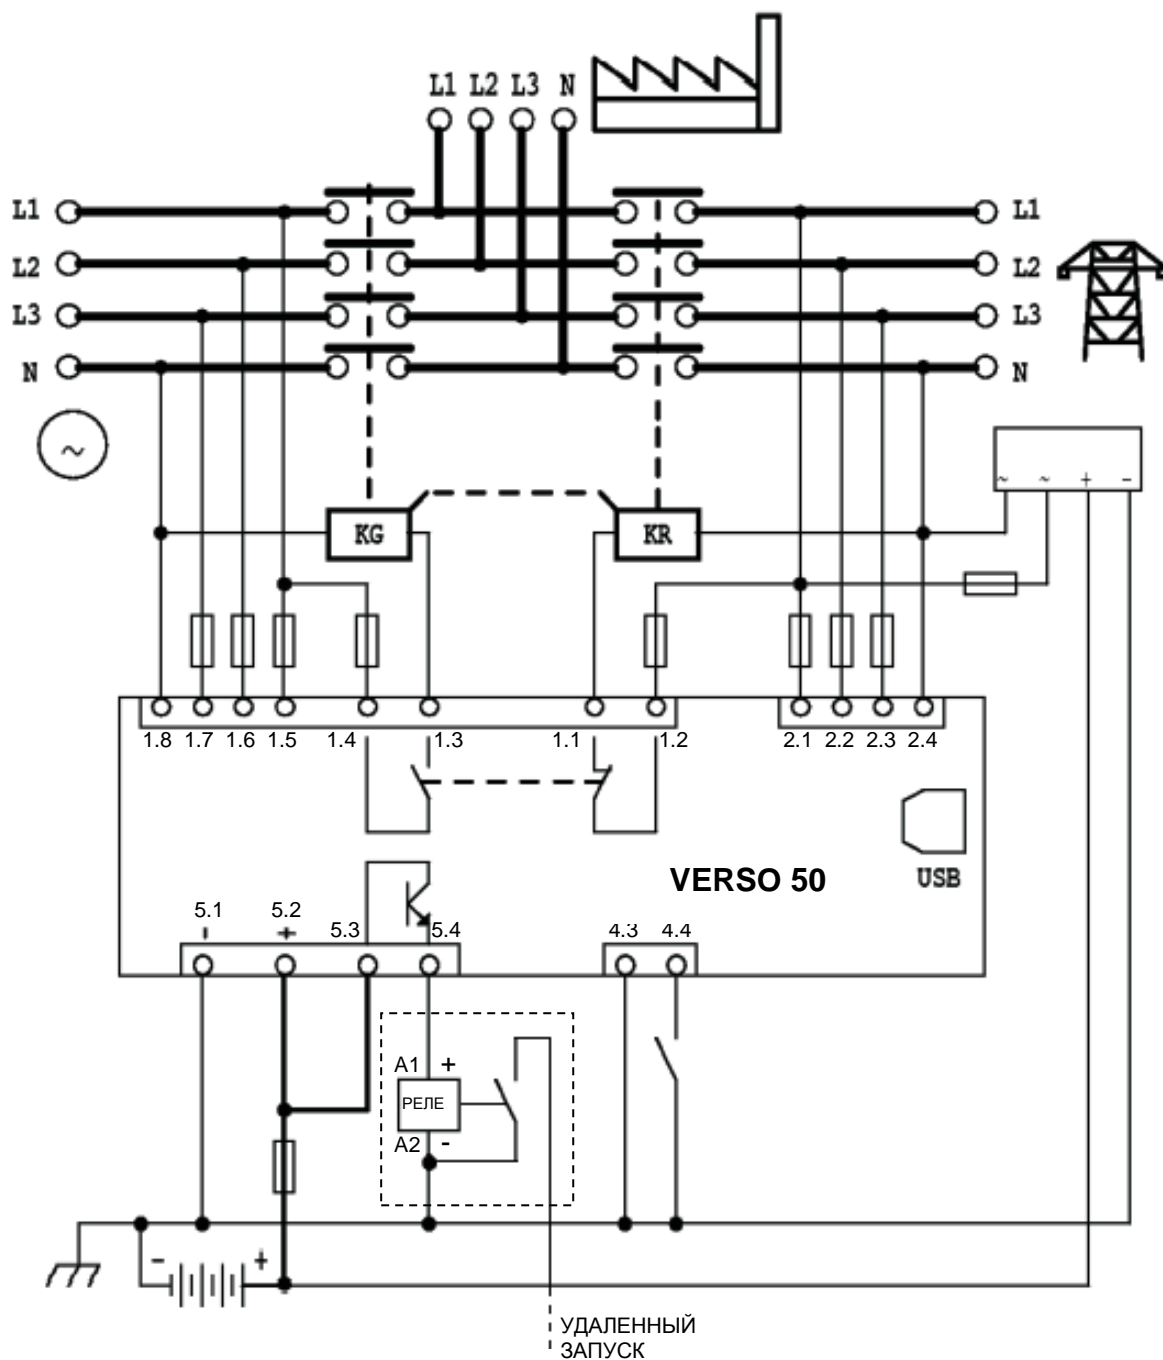 L1 L2 L3 N
L1 L1
L2 L2
L3 L3
N N
~
~ ~ + -
KG KR
1.8 1.7 1.6 1.5 1.4 1.3 1.1 1.2 2.1 2.2 2.3 2.4
VERSO 50
USB
5.1 5.2 5.3 5.4 4.3 4.4
- +
A1 +
РЕЛЕ
A2 -
- +
УДАЛЕННЫЙ
ЗАПУСК